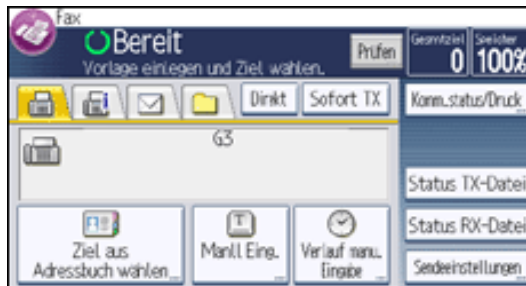 Fax
Bereit
Vorlage einlegen und Ziel wählen.
Prüfen
Gesamtziel
0
Speicher
100%
Direkt
Sofort TX
Komm.status/Druck
G3
Status TX-Datei
Status RX-Datei
Ziel aus
Adressbuch wählen
Manll Eing.
Verlauf manu.
Eingabe
Sendeeinstellungen